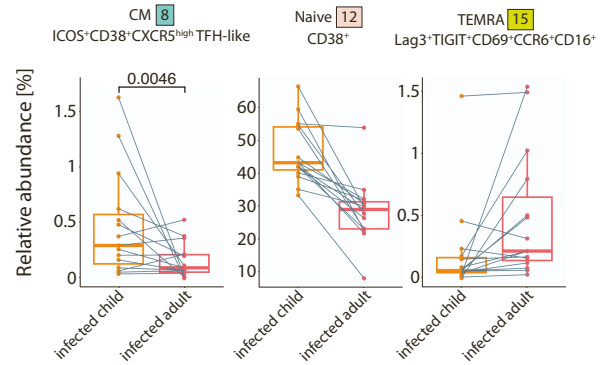 CM 8
ICOS⁺CD38⁺CXCR5ʰⁱᵍʰ TFH-like
Naive 12
CD38⁺
TEMRA 15
Lag3⁺TIGIT⁺CD69⁺CCR6⁺CD16⁺
Relative abundance [%]
0.0046
1.5
1
0.5
0
infected child
infected adult
60
50
40
30
20
10
infected child
infected adult
1.5
1
0.5
0
infected child
infected adult